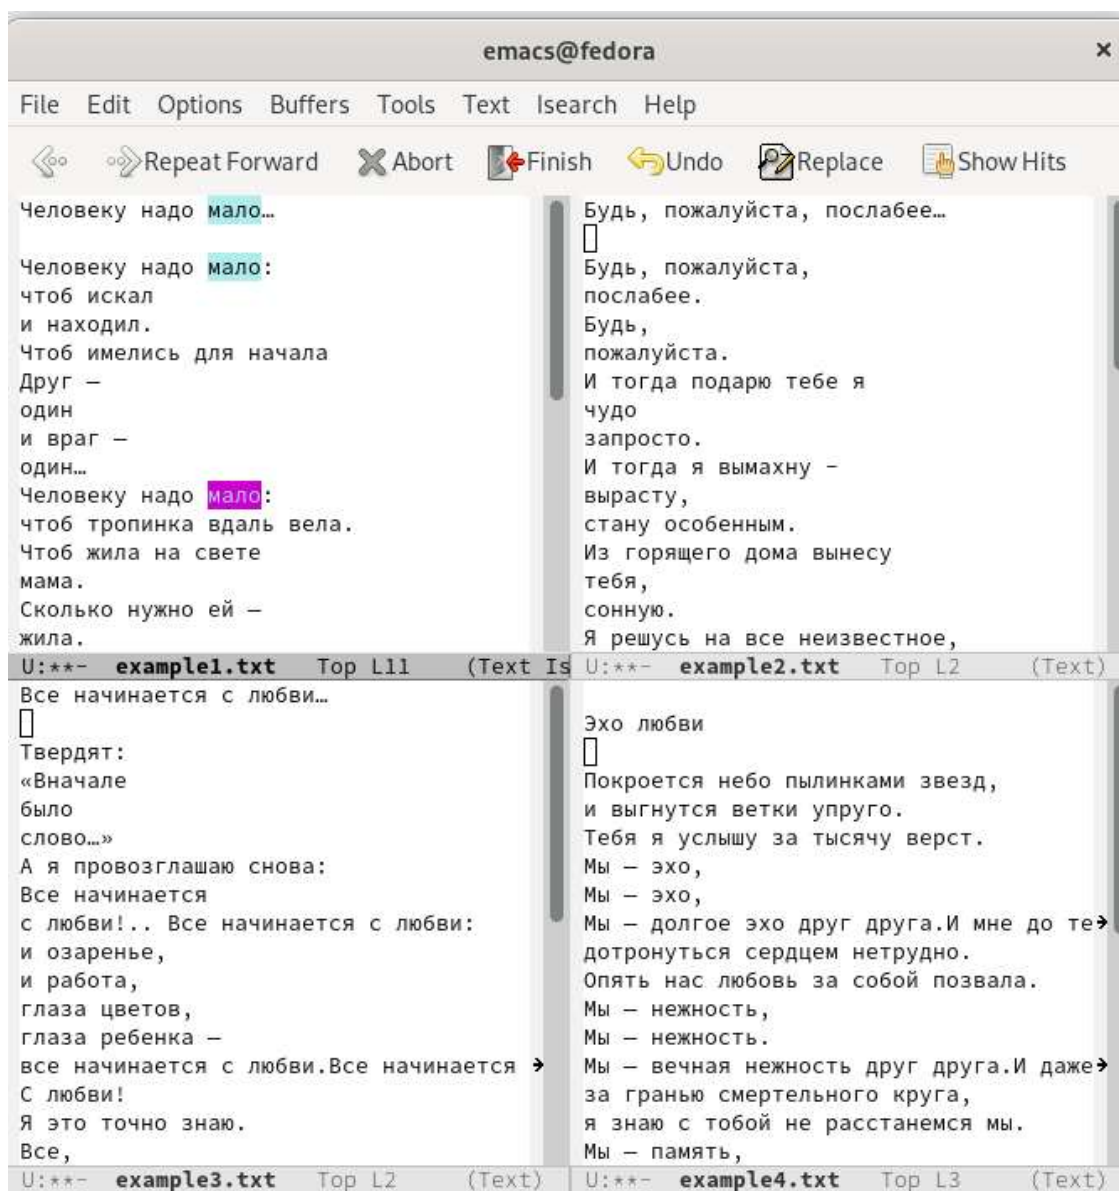 emacs@fedora
File Edit Options Buffers Tools Text Isearch Help
Repeat Forward Abort Finish Undo Replace Show Hits
Человеку надо мало…
Человеку надо мало:
чтоб искал
и находил.
Чтоб имелись для начала
Друг —
один
и враг —
один…
Человеку надо мало:
чтоб тропинка вдаль вела.
Чтоб жила на свете
мама.
Сколько нужно ей —
жила.
U:**- example1.txt Top L11 (Text Is
Будь, пожалуйста, послабее…
Будь, пожалуйста,
послабее.
Будь,
пожалуйста.
И тогда подарю тебе я
чудо
запросто.
И тогда я вымахну –
вырасту,
стану особенным.
Из горящего дома вынесу
тебя,
сонную.
Я решусь на все неизвестное,
U:**- example2.txt Top L2 (Text)
Все начинается с любви…
Твердят:
«Вначале
было
слово…»
А я провозглашаю снова:
Все начинается
с любви!.. Все начинается с любви:
и озаренье,
и работа,
глаза цветов,
глаза ребенка —
все начинается с любви.Все начинается
С любви!
Я это точно знаю.
Все,
U:**- example3.txt Top L2 (Text)
Эхо любви
Покроется небо пылинками звезд,
и выгнутся ветки упруго.
Тебя я услышу за тысячу верст.
Мы — эхо,
Мы — эхо,
Мы — долгое эхо друг друга.И мне до те
дотронуться сердцем нетрудно.
Опять нас любовь за собой позвала.
Мы — нежность,
Мы — нежность.
Мы — вечная нежность друг друга.И даже
за гранью смертельного круга,
я знаю с тобой не расстанемся мы.
Мы — память,
U:**- example4.txt Top L3 (Text)